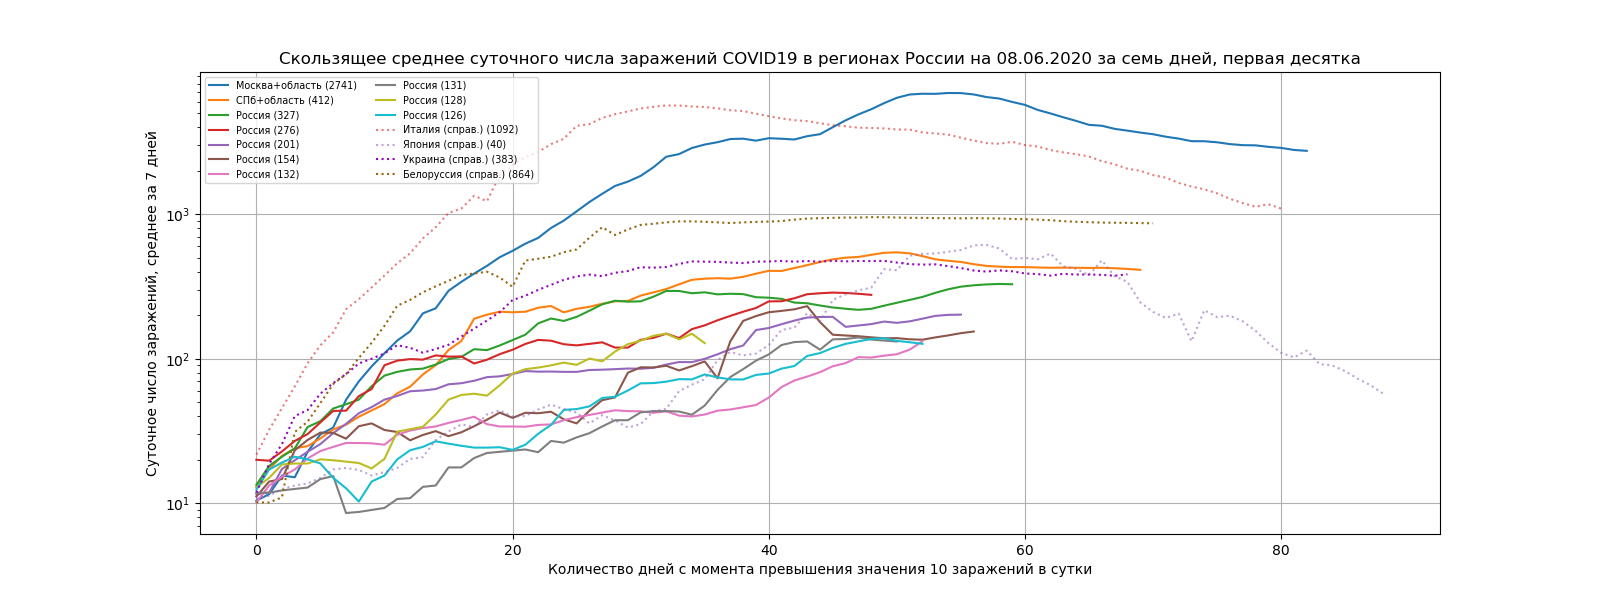 Скользящее среднее суточного числа заражений COVID19 в регионах России на 08.06.2020 за семь дней, первая десятка
Суточное число заражений, среднее за 7 дней
10³
10²
10¹
Москва+область (2741)
СПб+область (412)
Россия (327)
Россия (276)
Россия (201)
Россия (154)
Россия (132)
Россия (131)
Россия (128)
Россия (126)
Италия (справ.) (1092)
Япония (справ.) (40)
Украина (справ.) (383)
Белоруссия (справ.) (864)
0 20 40 60 80
Количество дней с момента превышения значения 10 заражений в сутки